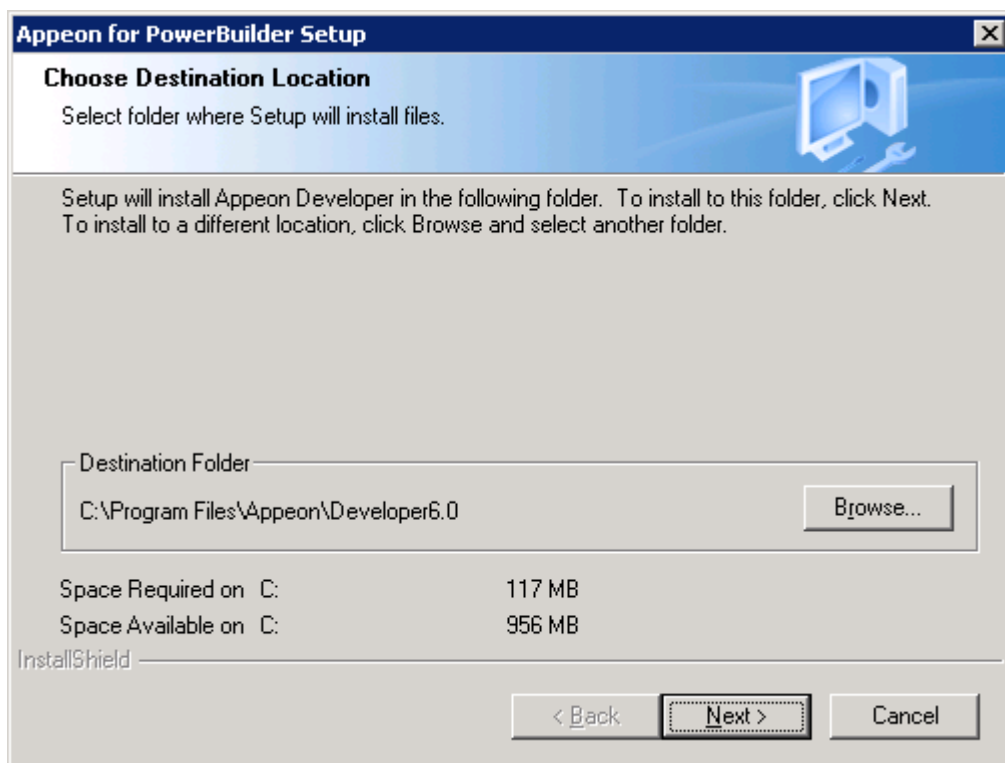 Appeon for PowerBuilder Setup
Choose Destination Location
Select folder where Setup will install files.
Setup will install Appeon Developer in the following folder. To install to this folder, click Next.
To install to a different location, click Browse and select another folder.
Destination Folder
C:\Program Files\Appeon\Developer6.0
Browse...
Space Required on C: 117 MB
Space Available on C: 956 MB
InstallShield
< Back Next > Cancel